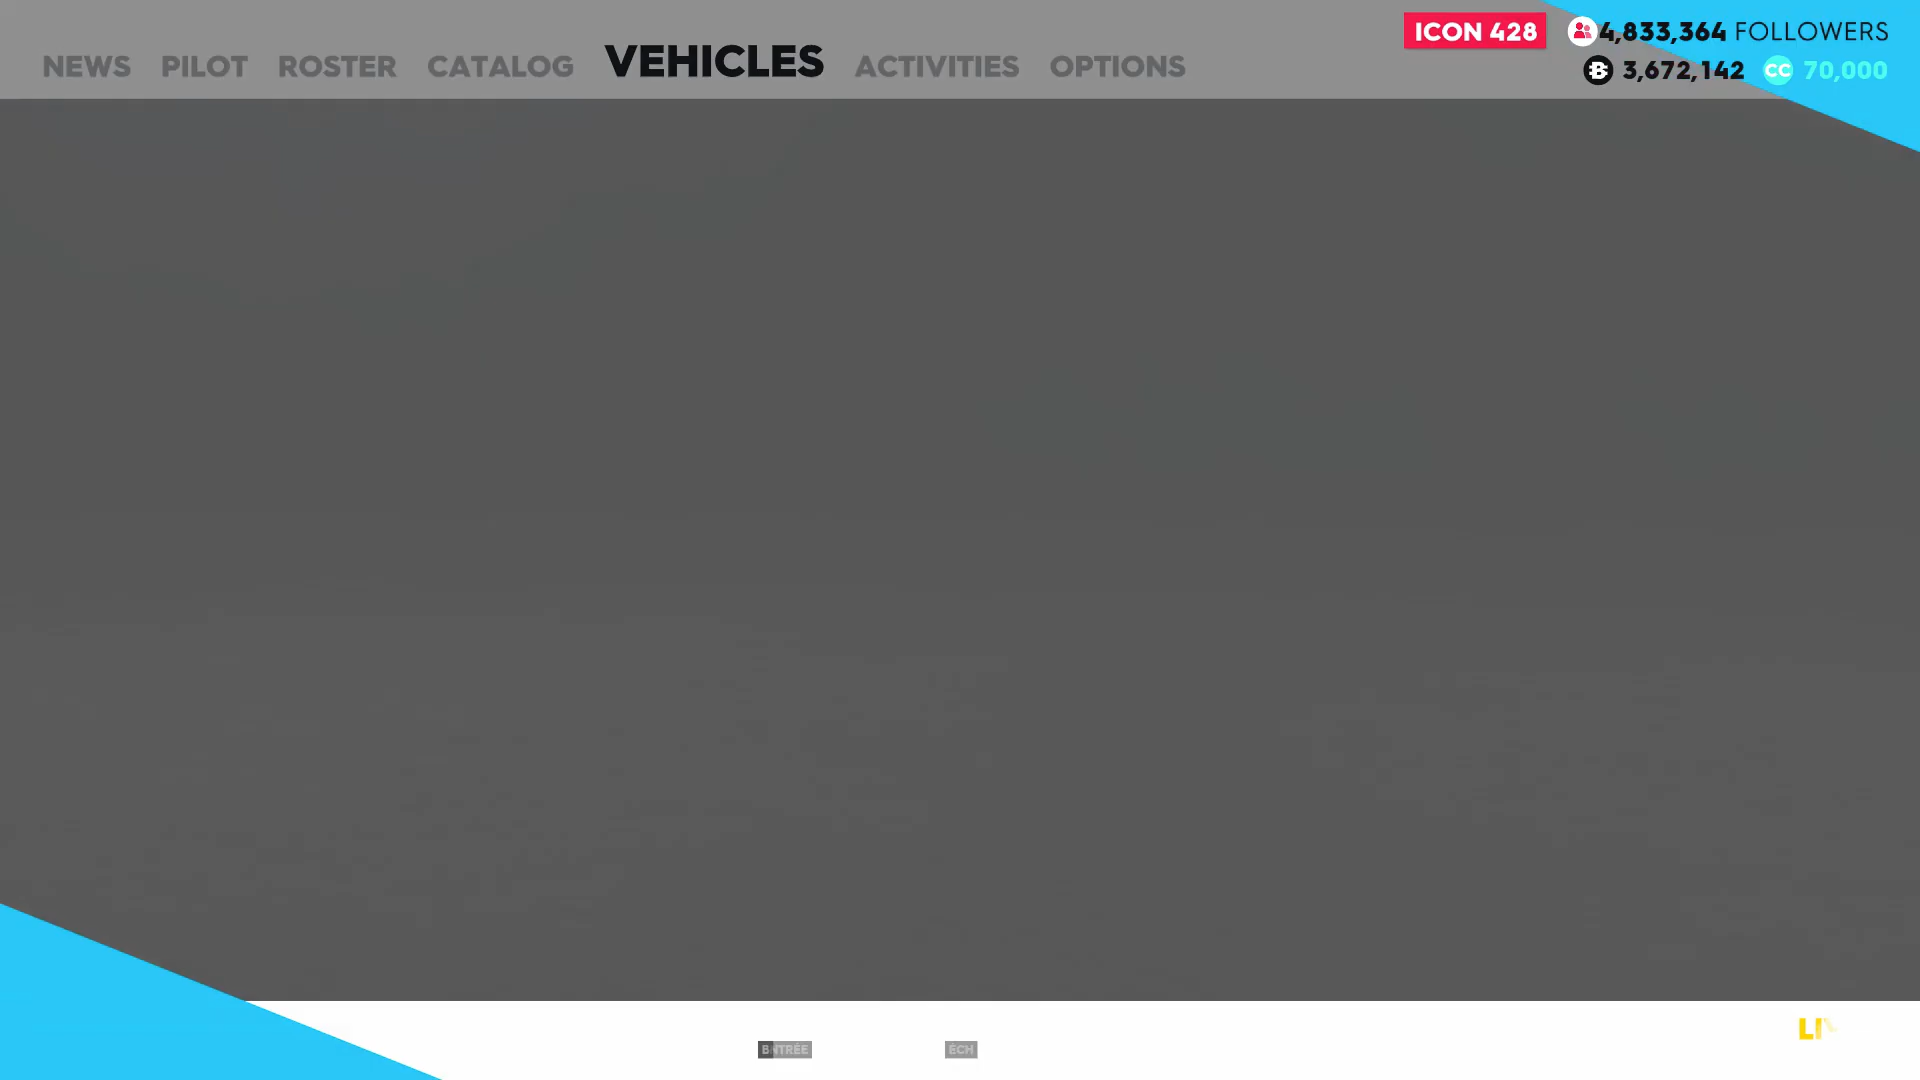 NEWS PILOT ROSTER CATALOG VEHICLES ACTIVITIES OPTIONS
ICON 428 4,833,364 FOLLOWERS
3,672,142 CC 70,000
ÉCH